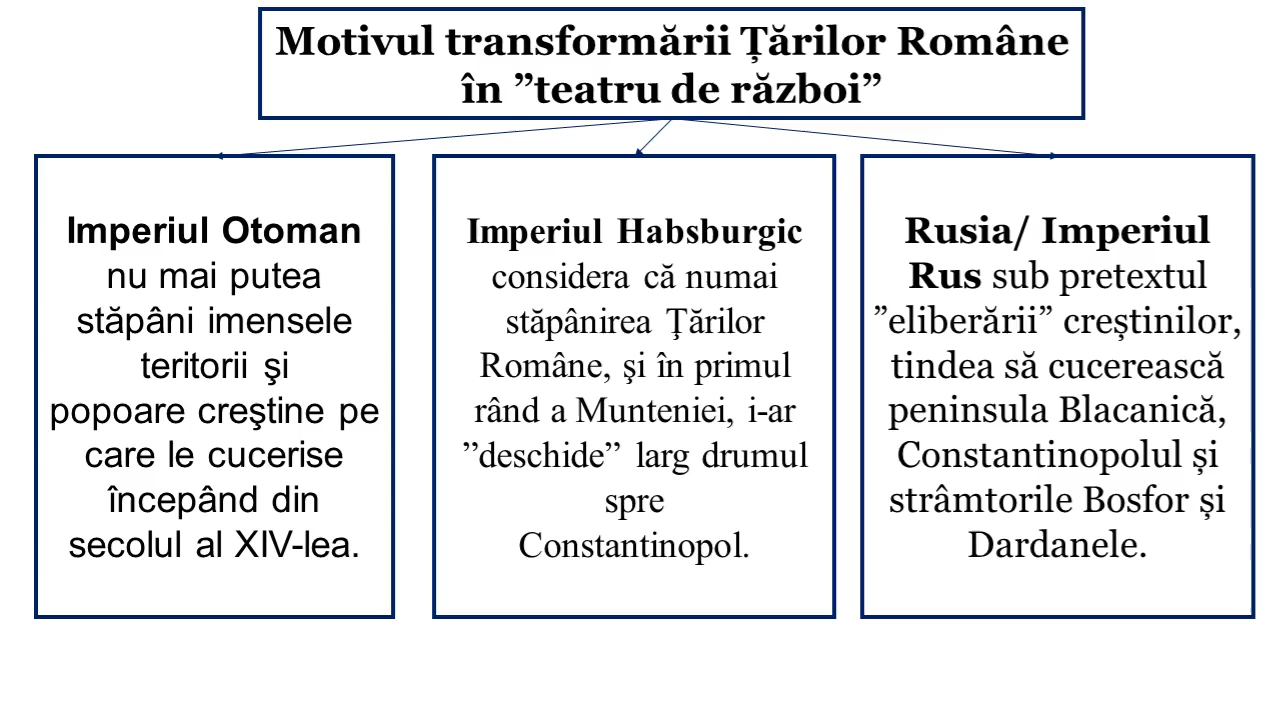 Motivul transformării Țărilor Române
în ”teatru de război”
Imperiul Otoman
nu mai putea
stăpâni imensele
teritorii şi
popoare creştine pe
care le cucerise
începând din
secolul al XIV-lea.
Imperiul Habsburgic
considera că numai
stăpânirea Ţărilor
Române, şi în primul
rând a Munteniei, i-ar
”deschide” larg drumul
spre
Constantinopol.
Rusia/ Imperiul
Rus sub pretextul
”eliberării” creștinilor,
tindea să cucerească
peninsula Blacanică,
Constantinopolul și
strâmtorile Bosfor și
Dardanele.